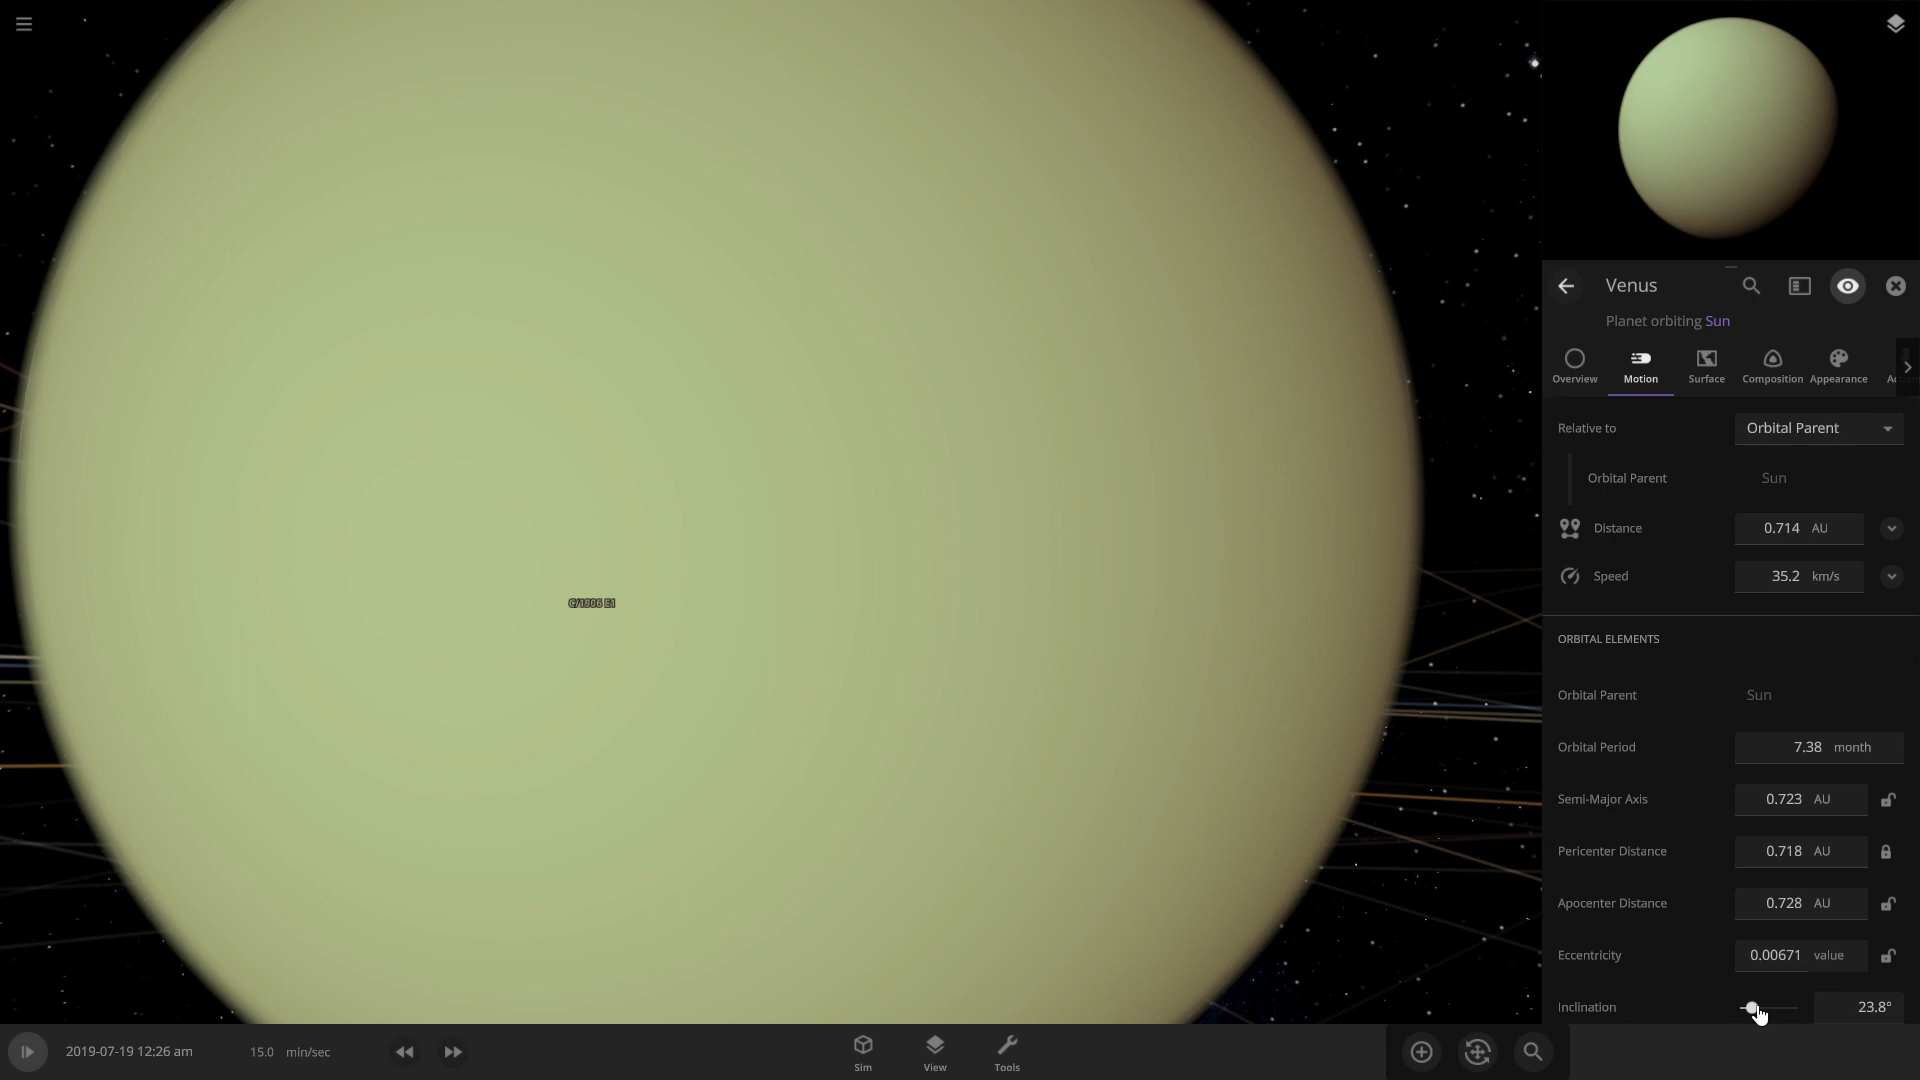 Venus
Planet orbiting Sun
Overview
Motion
Surface
Composition
Appearance
Relative to
Orbital Parent
Orbital Parent
Sun
Distance
0.714 AU
Speed
35.2 km/s
ORBITAL ELEMENTS
Orbital Parent
Sun
Orbital Period
7.38 month
Semi-Major Axis
0.723 AU
Pericenter Distance
0.718 AU
Apocenter Distance
0.728 AU
Eccentricity
0.00671 value
Inclination
23.8°
C/1906 E1
2019-07-19 12:26 am
15.0 min/sec
Sim
View
Tools